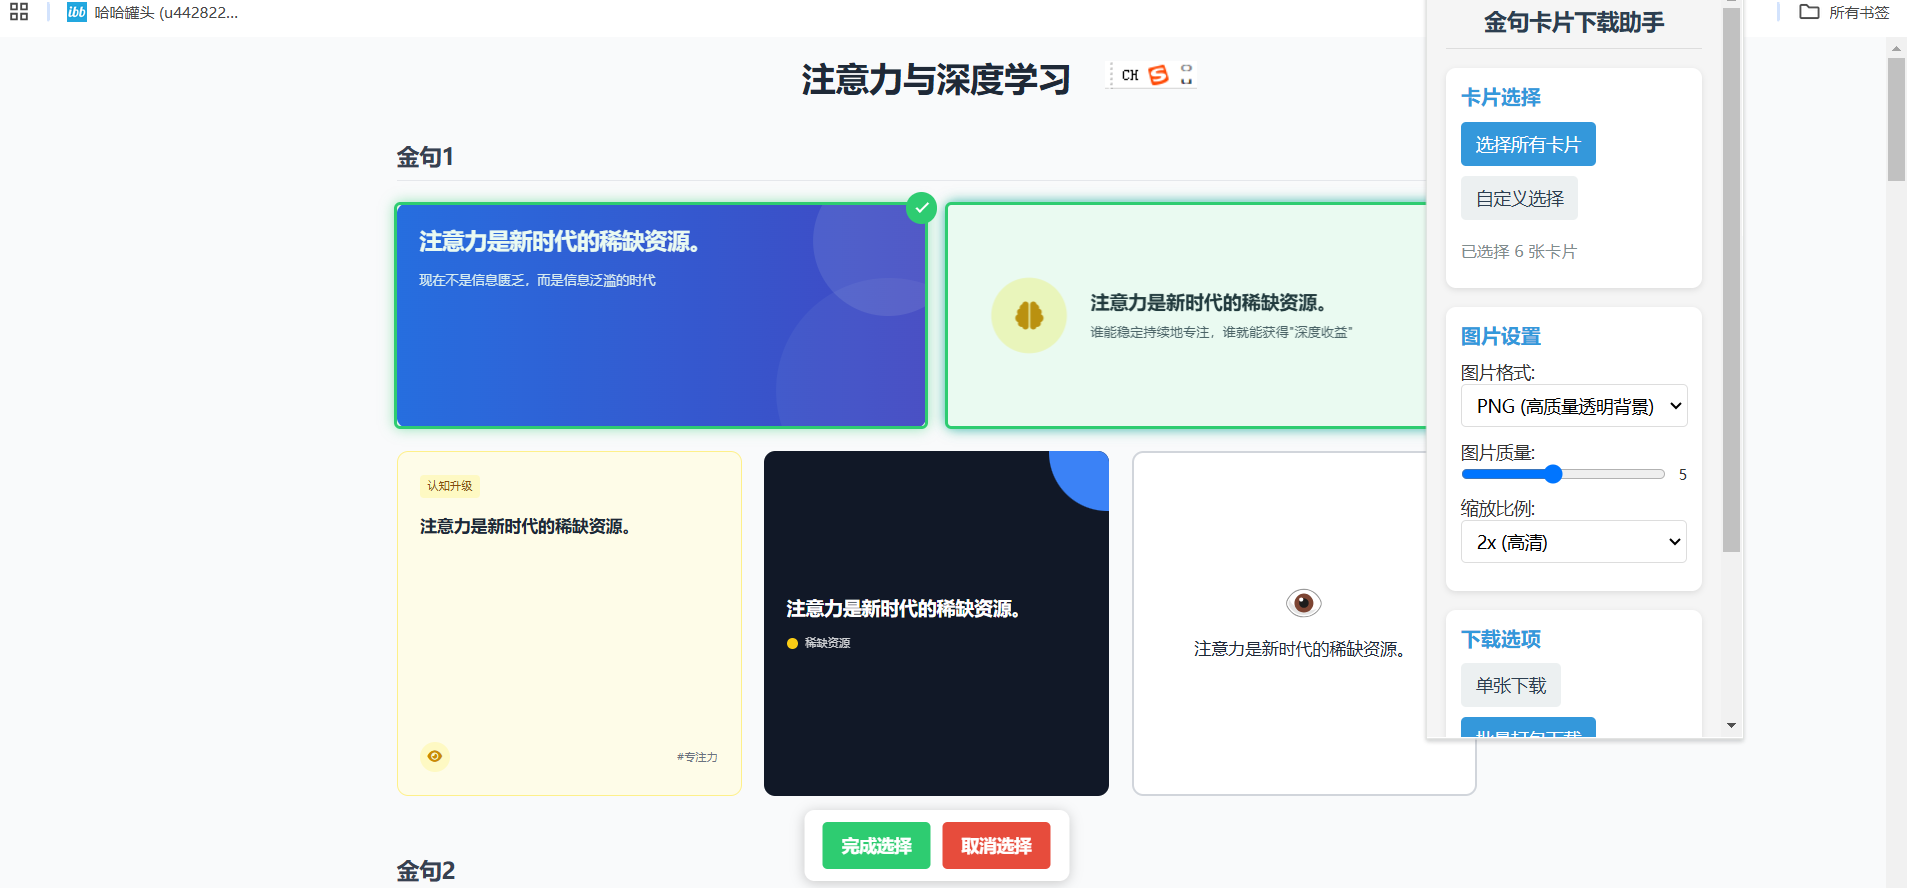 ibb 哈哈罐头 (u442822...
所有书签
注意力与深度学习
CH
金句1
注意力是新时代的稀缺资源。
现在不是信息匮乏，而是信息泛滥的时代
注意力是新时代的稀缺资源。
谁能稳定持续地专注，谁就能获得"深度收益"
认知升级
注意力是新时代的稀缺资源。
#专注力
注意力是新时代的稀缺资源。
稀缺资源
注意力是新时代的稀缺资源。
金句2
完成选择
取消选择
金句卡片下载助手
卡片选择
选择所有卡片
自定义选择
已选择 6 张卡片
图片设置
图片格式:
PNG (高质量透明背景)
图片质量:
5
缩放比例:
2x (高清)
下载选项
单张下载
批量打包下载